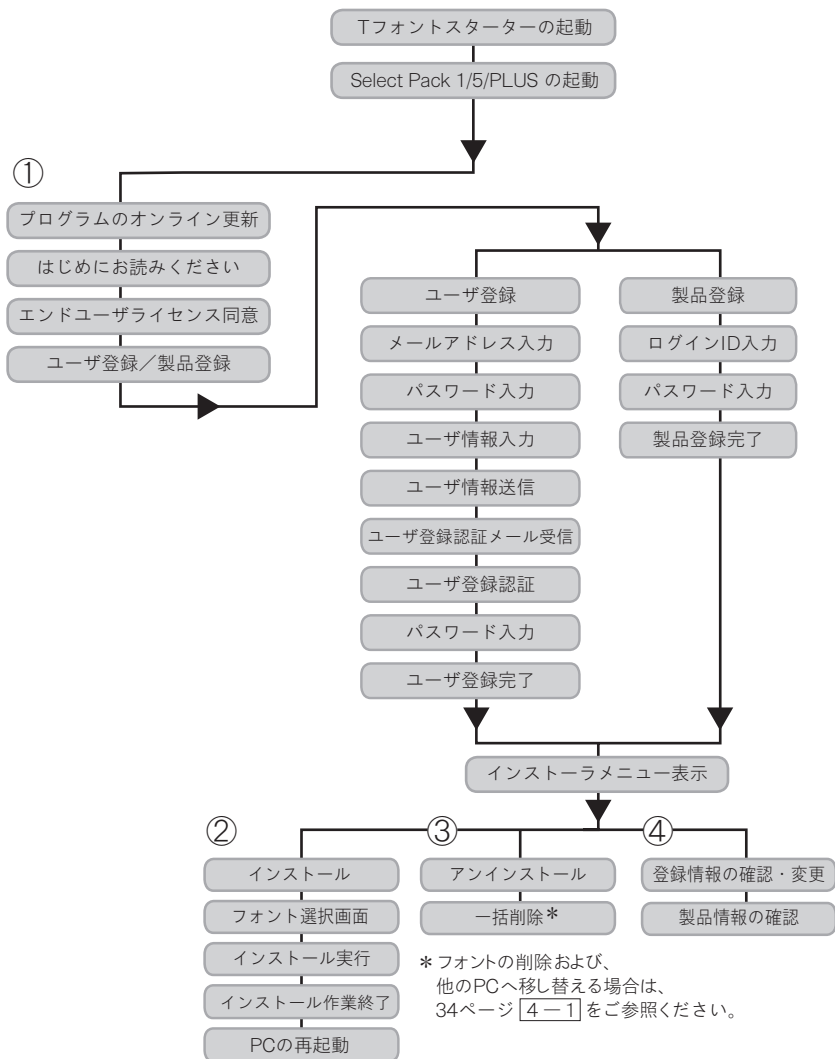 Tフォントスターターの起動
Select Pack 1/5/PLUS の起動
①
プログラムのオンライン更新
はじめにお読みください
エンドユーザライセンス同意
ユーザ登録／製品登録
ユーザ登録
メールアドレス入力
パスワード入力
ユーザ情報入力
ユーザ情報送信
ユーザ登録認証メール受信
ユーザ登録認証
パスワード入力
ユーザ登録完了
製品登録
ログインID入力
パスワード入力
製品登録完了
インストーラメニュー表示
②
インストール
フォント選択画面
インストール実行
インストール作業終了
PCの再起動
③
アンインストール
一括削除＊
④
登録情報の確認・変更
製品情報の確認
＊フォントの削除および、
他のPCへ移し替える場合は、
34ページ 4－1 をご参照ください。